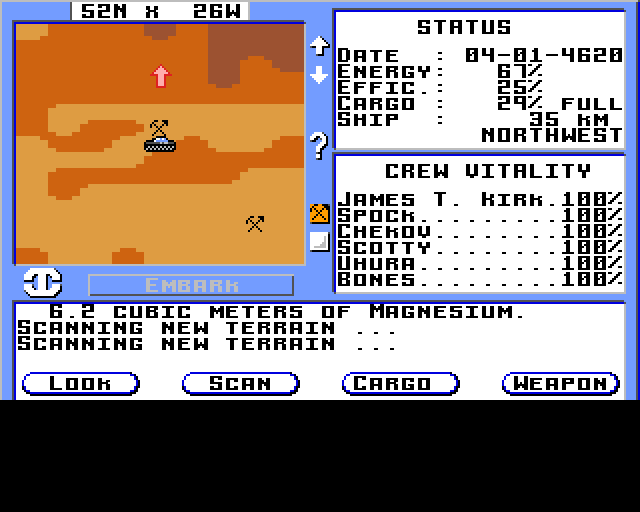 52N x 26W
STATUS
DATE : 04-01-4620
ENERGY: 67%
EFFIC.: 25%
CARGO : 29% FULL
SHIP : 35 KM
NORTHWEST
?
CREW VITALITY
JAMES T. KIRK.100%
SPOCK.........100%
CHEKOV........100%
SCOTTY........100%
UHURA.........100%
BONES.........100%
EMBARK
6.2 CUBIC METERS OF MAGNESIUM.
SCANNING NEW TERRAIN ...
SCANNING NEW TERRAIN ...
LOOK SCAN CARGO WEAPON